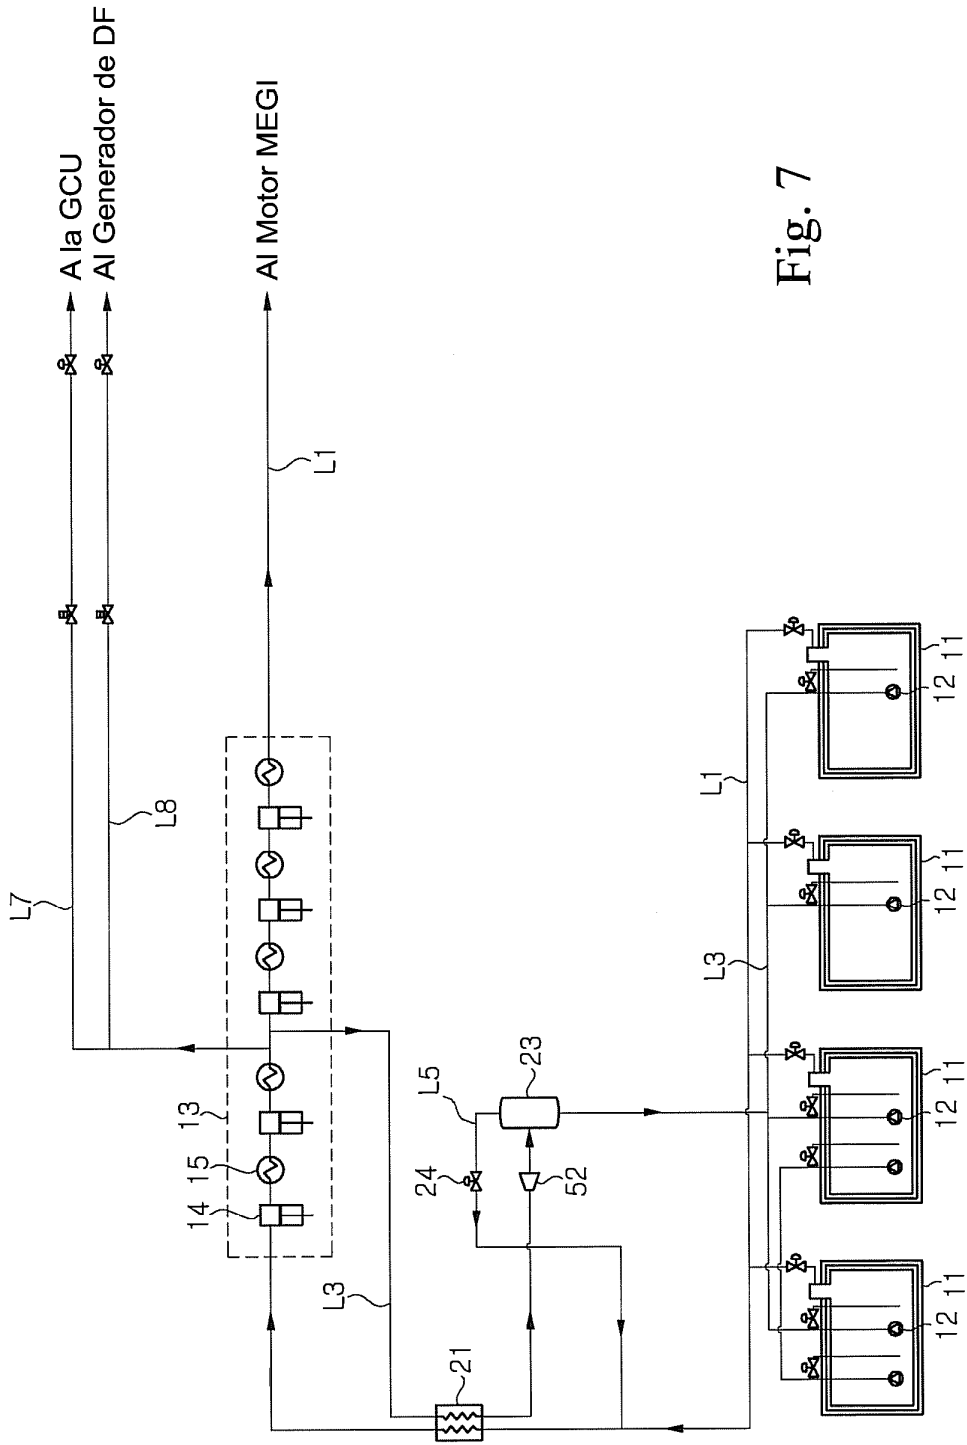 A la GCU
Al Generador de DF
Al Motor MEGI
L7
L8
L1
13
15
14
L3
21
L5
23
24
52
L1
L3
11
12
11
12
11
12
11
12
Fig. 7